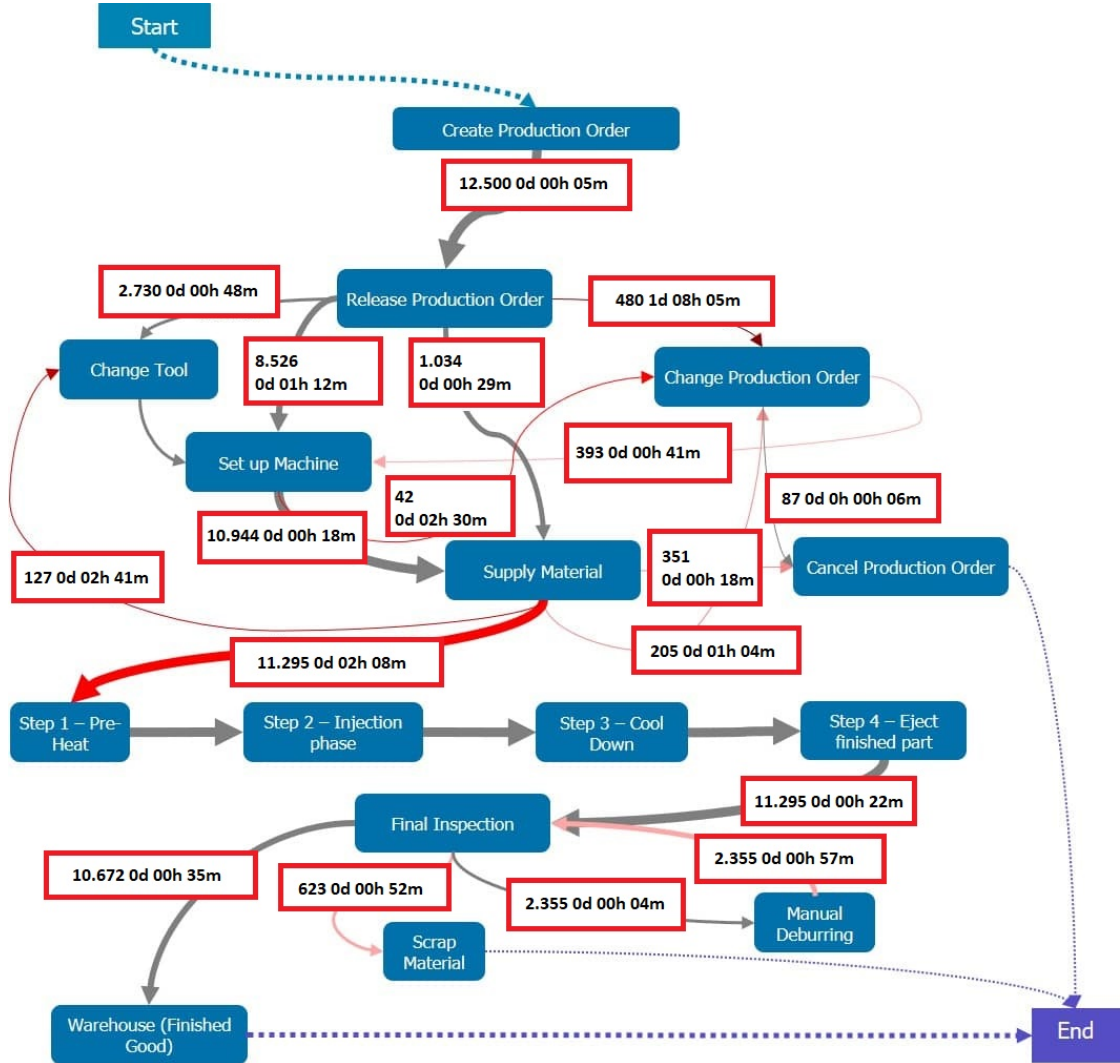 Start
Create Production Order
12.500 0d 00h 05m
2.730 0d 00h 48m
Release Production Order
480 1d 08h 05m
Change Tool
8.526
0d 01h 12m
1.034
0d 00h 29m
Change Production Order
Set up Machine
393 0d 00h 41m
42
0d 02h 30m
87 0d 0h 00h 06m
10.944 0d 00h 18m
127 0d 02h 41m
Supply Material
351
0d 00h 18m
Cancel Production Order
11.295 0d 02h 08m
205 0d 01h 04m
Step 1 – Pre-
Heat
Step 2 – Injection
phase
Step 3 – Cool
Down
Step 4 – Eject
finished part
11.295 0d 00h 22m
Final Inspection
10.672 0d 00h 35m
623 0d 00h 52m
2.355 0d 00h 04m
2.355 0d 00h 57m
Manual
Deburring
Scrap
Material
Warehouse (Finished
Good)
End